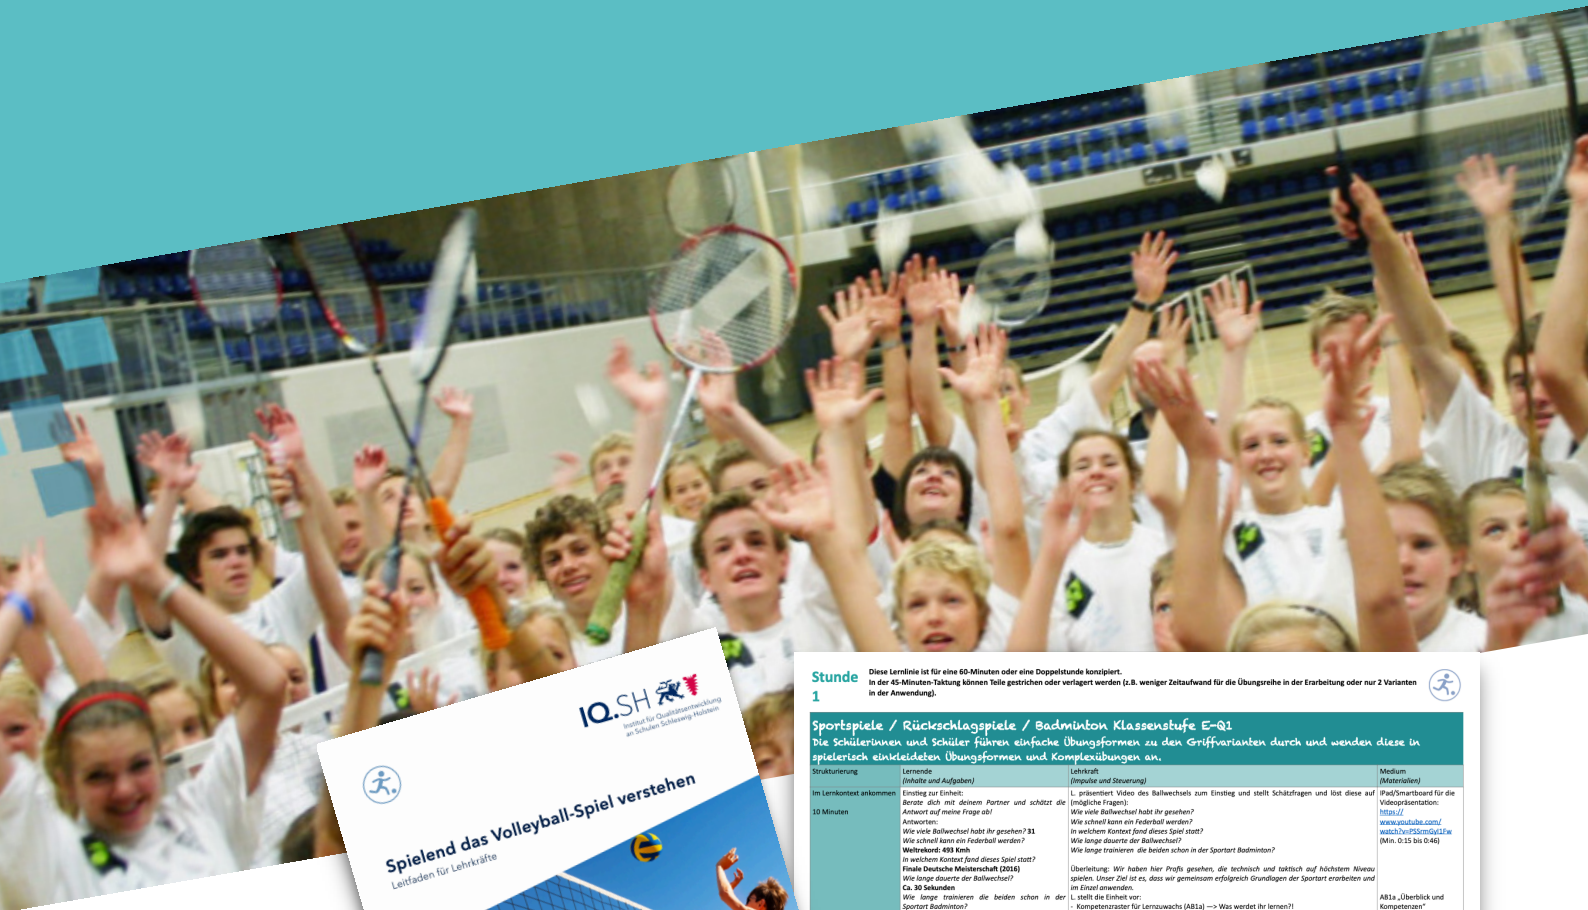 IQ.SH
Institut für Qualitätsentwicklung
an Schulen Schleswig-Holstein
Spielend das Volleyball-Spiel verstehen
Leitfaden für Lehrkräfte
Stunde
1
Diese Lernlinie ist für eine 60-Minuten oder eine Doppelstunde konzipiert.
In der 45-Minuten-Taktung können Teile gestrichen oder verlagert werden (z.B. weniger Zeitaufwand für die Übungsreihe in der Erarbeitung oder nur 2 Varianten
in der Anwendung).
Sportspiele / Rückschlagspiele / Badminton Klassenstufe E-Q1
Die Schülerinnen und Schüler führen einfache Übungsformen zu den Griffvarianten durch und wenden diese in
spielerisch einkleideten Übungsformen und Komplexübungen an.
Strukturierung
Lernende
(Inhalte und Aufgaben)
Lehrkraft
(Impulse und Steuerung)
Medium
(Materialien)
Im Lernkontext ankommen
10 Minuten
Einstieg zur Einheit:
Berate dich mit deinem Partner und schätzt die
Antwort auf meine Frage ab!
Antworten:
Wie viele Ballwechsel habt ihr gesehen? 31
Wie schnell kann ein Federball werden?
Weltrekord: 493 Kmh
In welchem Kontext fand dieses Spiel statt?
Finale Deutsche Meisterschaft (2016)
Wie lange dauerte der Ballwechsel?
Ca. 30 Sekunden
Wie lange trainieren die beiden schon in der
Sportart Badminton?
L. präsentiert Video des Ballwechsels zum Einstieg und stellt Schätzfragen und löst diese auf
(mögliche Fragen):
Wie viele Ballwechsel habt ihr gesehen?
Wie schnell kann ein Federball werden?
In welchem Kontext fand dieses Spiel statt?
Wie lange dauerte der Ballwechsel?
Wie lange trainieren die beiden schon in der Sportart Badminton?
Überleitung: Wir haben hier Profis gesehen, die technisch und taktisch auf höchstem Niveau
spielen. Unser Ziel ist es, dass wir gemeinsam erfolgreich Grundlagen der Sportart erarbeiten und
im Einzel anwenden.
L. stellt die Einheit vor:
- Kompetenzraster für Lernzuwachs (AB1a) —> Was werdet ihr lernen?!
IPad/Smartboard für die
Videopräsentation:
https://
www.youtube.com/
watch?v=PSSrmGyI1Fw
(Min. 0:15 bis 0:46)
AB1a „Überblick und
Kompetenzen"